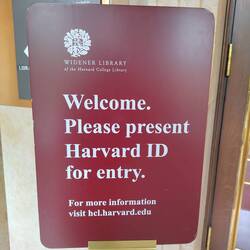 WIDENER LIBRARY
of the Harvard College Library
Welcome.
Please present
Harvard ID
for entry.
For more information
visit hcl.harvard.edu